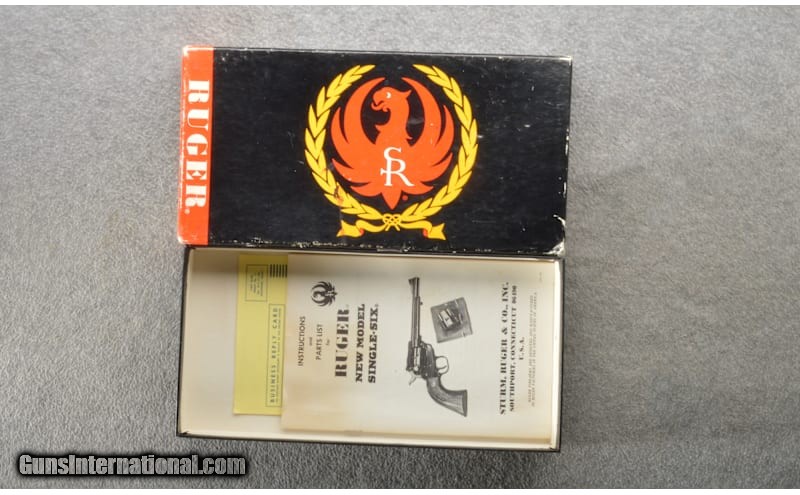 RUGER®
SR
BUSINESS REPLY CARD
INSTRUCTIONS
and
PARTS LIST
for
RUGER®
NEW MODEL
SINGLE-SIX®
STURM, RUGER & CO., INC.
SOUTHPORT, CONNECTICUT 06490
U.S.A.
GunsInternational.com